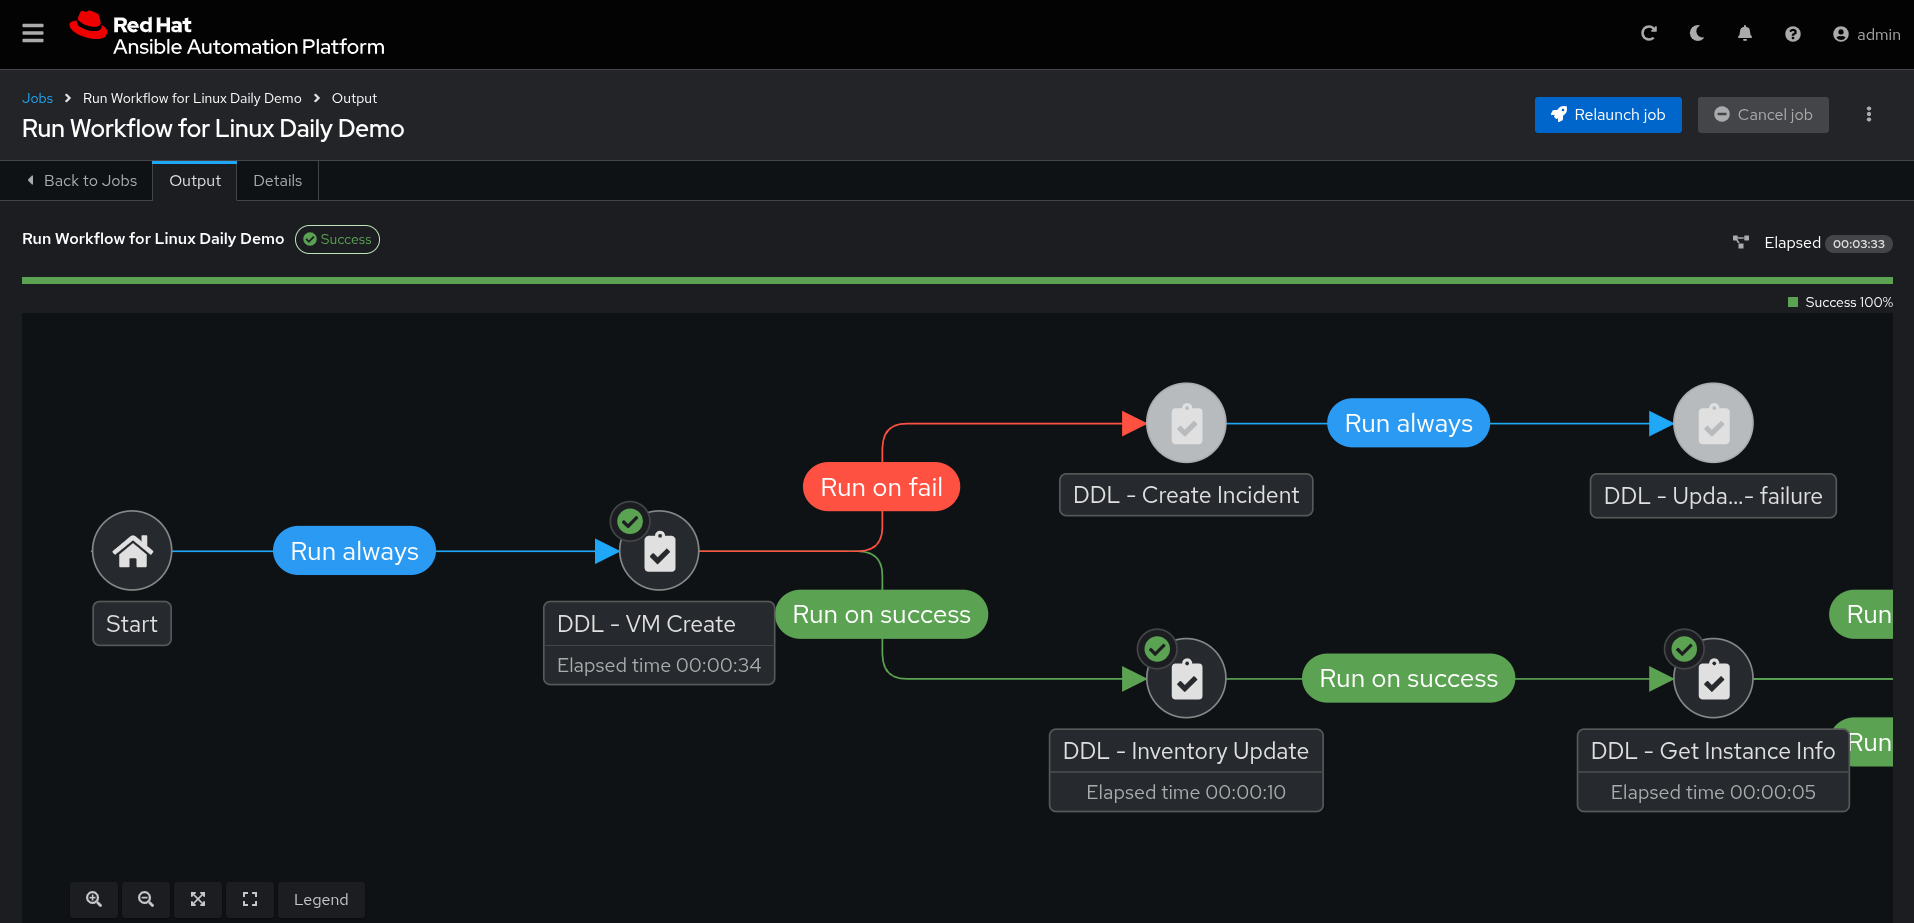 Red Hat
Ansible Automation Platform
admin
Jobs
Run Workflow for Linux Daily Demo
Output
Run Workflow for Linux Daily Demo
Relaunch job
Cancel job
Back to Jobs
Output
Details
Run Workflow for Linux Daily Demo
Success
Elapsed 00:03:33
Success 100%
Run always
DDL - Create Incident
DDL - Upda...- failure
Run on fail
Run always
Start
DDL - VM Create
Elapsed time 00:00:34
Run on success
Run
Run on success
DDL - Inventory Update
Elapsed time 00:00:10
DDL - Get Instance Info
Elapsed time 00:00:05
Run
Legend